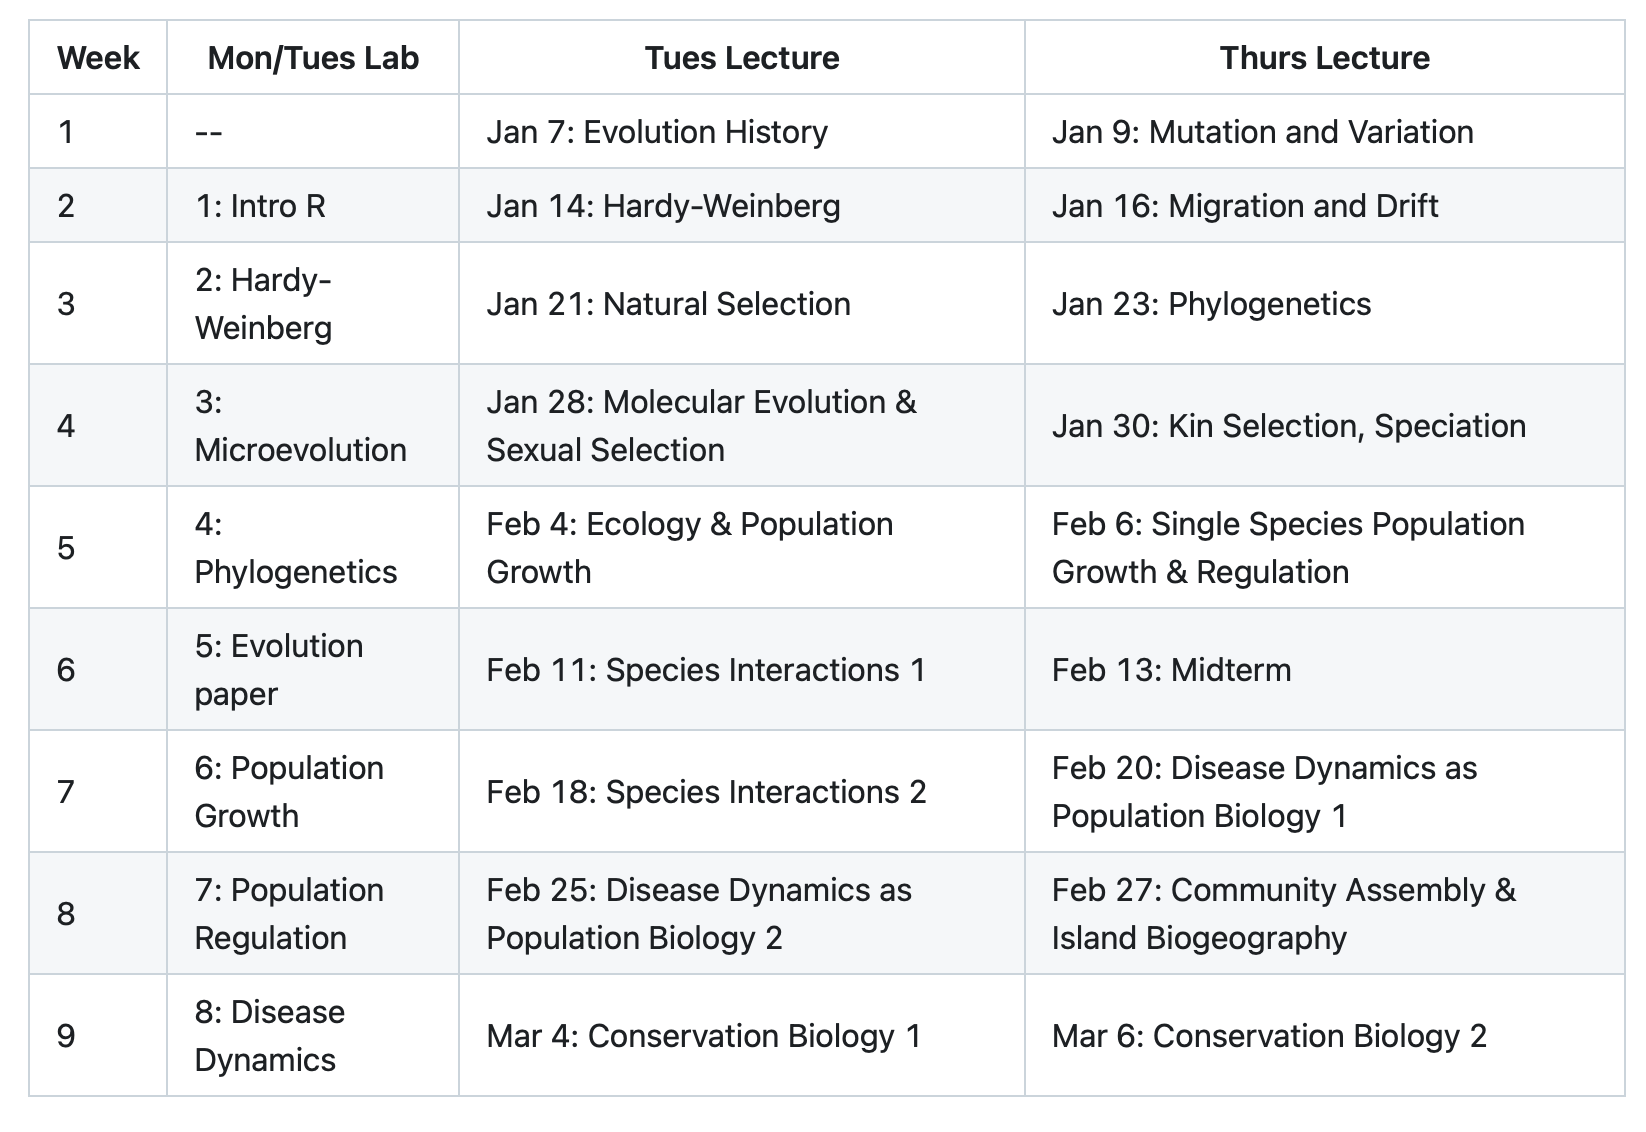 Week Mon/Tues Lab Tues Lecture Thurs Lecture
1 -- Jan 7: Evolution History Jan 9: Mutation and Variation
2 1: Intro R Jan 14: Hardy-Weinberg Jan 16: Migration and Drift
3 2: Hardy-
Weinberg Jan 21: Natural Selection Jan 23: Phylogenetics
4 3:
Microevolution Jan 28: Molecular Evolution &
Sexual Selection Jan 30: Kin Selection, Speciation
5 4:
Phylogenetics Feb 4: Ecology & Population
Growth Feb 6: Single Species Population
Growth & Regulation
6 5: Evolution
paper Feb 11: Species Interactions 1 Feb 13: Midterm
7 6: Population
Growth Feb 18: Species Interactions 2 Feb 20: Disease Dynamics as
Population Biology 1
8 7: Population
Regulation Feb 25: Disease Dynamics as
Population Biology 2 Feb 27: Community Assembly &
Island Biogeography
9 8: Disease
Dynamics Mar 4: Conservation Biology 1 Mar 6: Conservation Biology 2